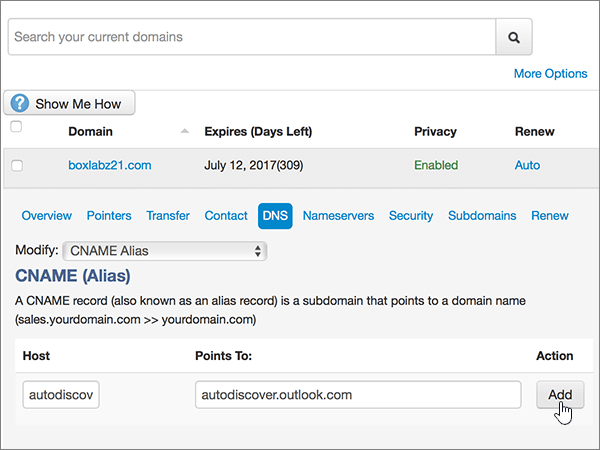 Search your current domains
More Options
Show Me How
Domain Expires (Days Left) Privacy Renew
boxlabz21.com July 12, 2017(309) Enabled Auto
Overview Pointers Transfer Contact DNS Nameservers Security Subdomains Renew
Modify: CNAME Alias
CNAME (Alias)
A CNAME record (also known as an alias record) is a subdomain that points to a domain name
(sales.yourdomain.com >> yourdomain.com)
Host Points To: Action
autodiscov autodiscover.outlook.com Add